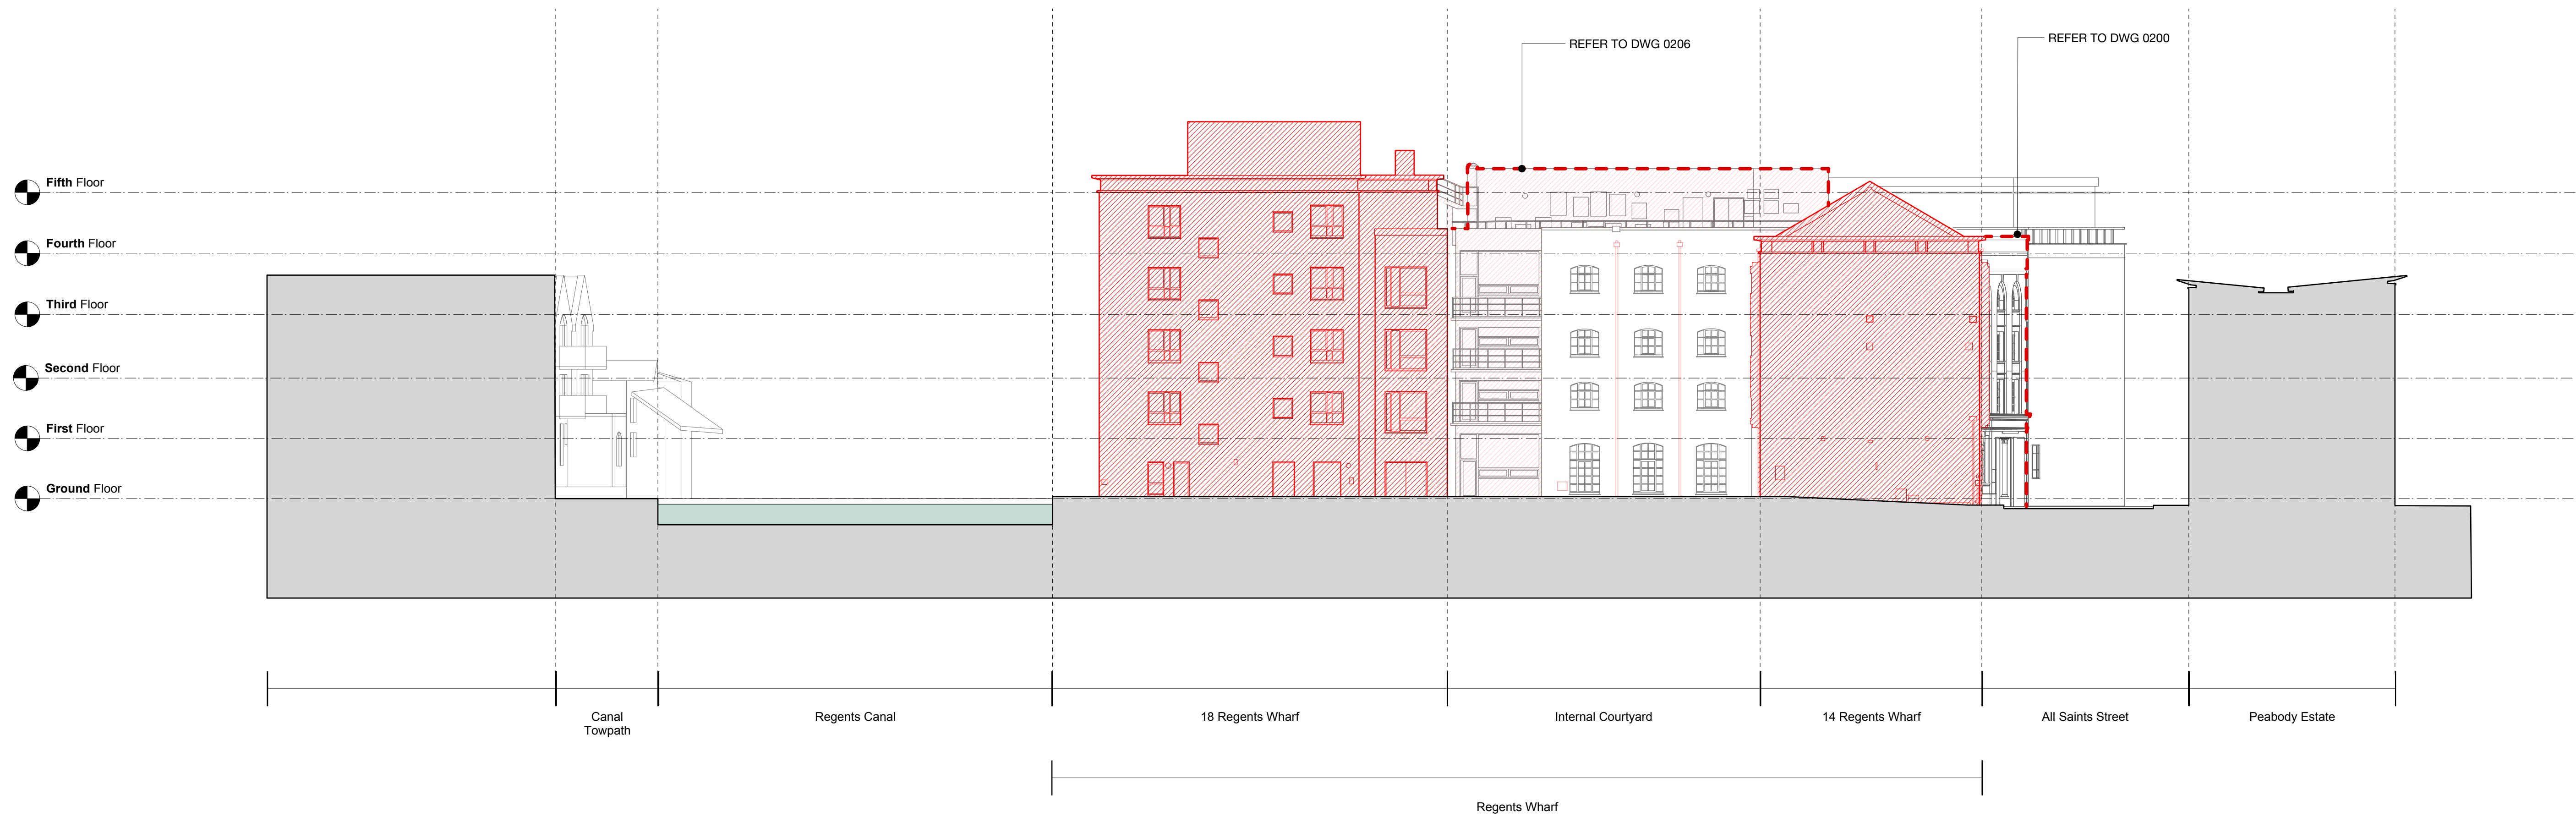 REFER TO DWG 0206
REFER TO DWG 0200
Fifth Floor
Fourth Floor
Third Floor
Second Floor
First Floor
Ground Floor
Canal
Towpath
Regents Canal
18 Regents Wharf
Internal Courtyard
14 Regents Wharf
All Saints Street
Peabody Estate
Regents Wharf